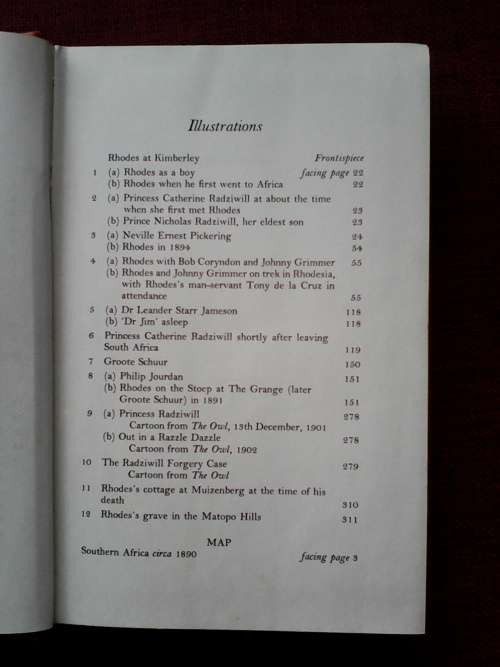 Illustrations
Rhodes at Kimberley Frontispiece
1 (a) Rhodes as a boy facing page 22
(b) Rhodes when he first went to Africa 22
2 (a) Princess Catherine Radziwill at about the time
when she first met Rhodes 23
(b) Prince Nicholas Radziwill, her eldest son 23
3 (a) Neville Ernest Pickering 24
(b) Rhodes in 1894 54
4 (a) Rhodes with Bob Coryndon and Johnny Grimmer 55
(b) Rhodes and Johnny Grimmer on trek in Rhodesia,
with Rhodes's man-servant Tony de la Cruz in
attendance 55
5 (a) Dr Leander Starr Jameson 118
(b) 'Dr Jim' asleep 118
6 Princess Catherine Radziwill shortly after leaving
South Africa 119
7 Groote Schuur 150
8 (a) Philip Jourdan 151
(b) Rhodes on the Stoep at The Grange (later
Groote Schuur) in 1891 151
9 (a) Princess Radziwill 278
Cartoon from The Owl, 13th December, 1901
(b) Out in a Razzle Dazzle 278
Cartoon from The Owl, 1902
10 The Radziwill Forgery Case 279
Cartoon from The Owl
11 Rhodes's cottage at Muizenberg at the time of his
death 310
12 Rhodes's grave in the Matopo Hills 311
MAP
Southern Africa circa 1890 facing page 3